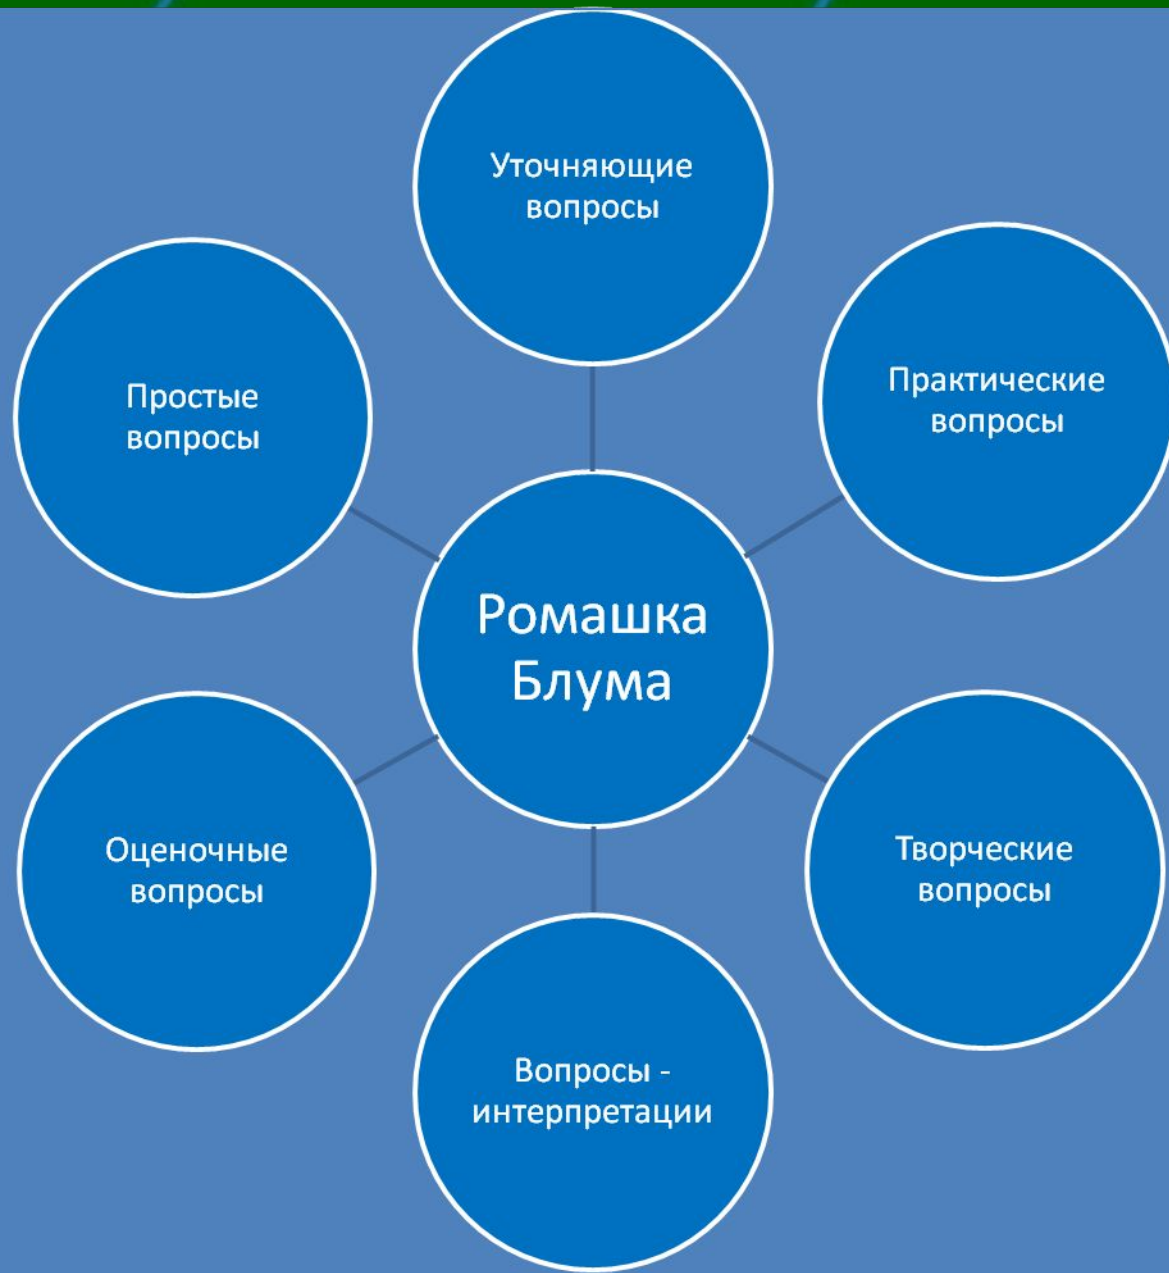 Уточняющие
вопросы
Практические
вопросы
Простые
вопросы
Ромашка
Блума
Творческие
вопросы
Оценочные
вопросы
Вопросы -
интерпретации